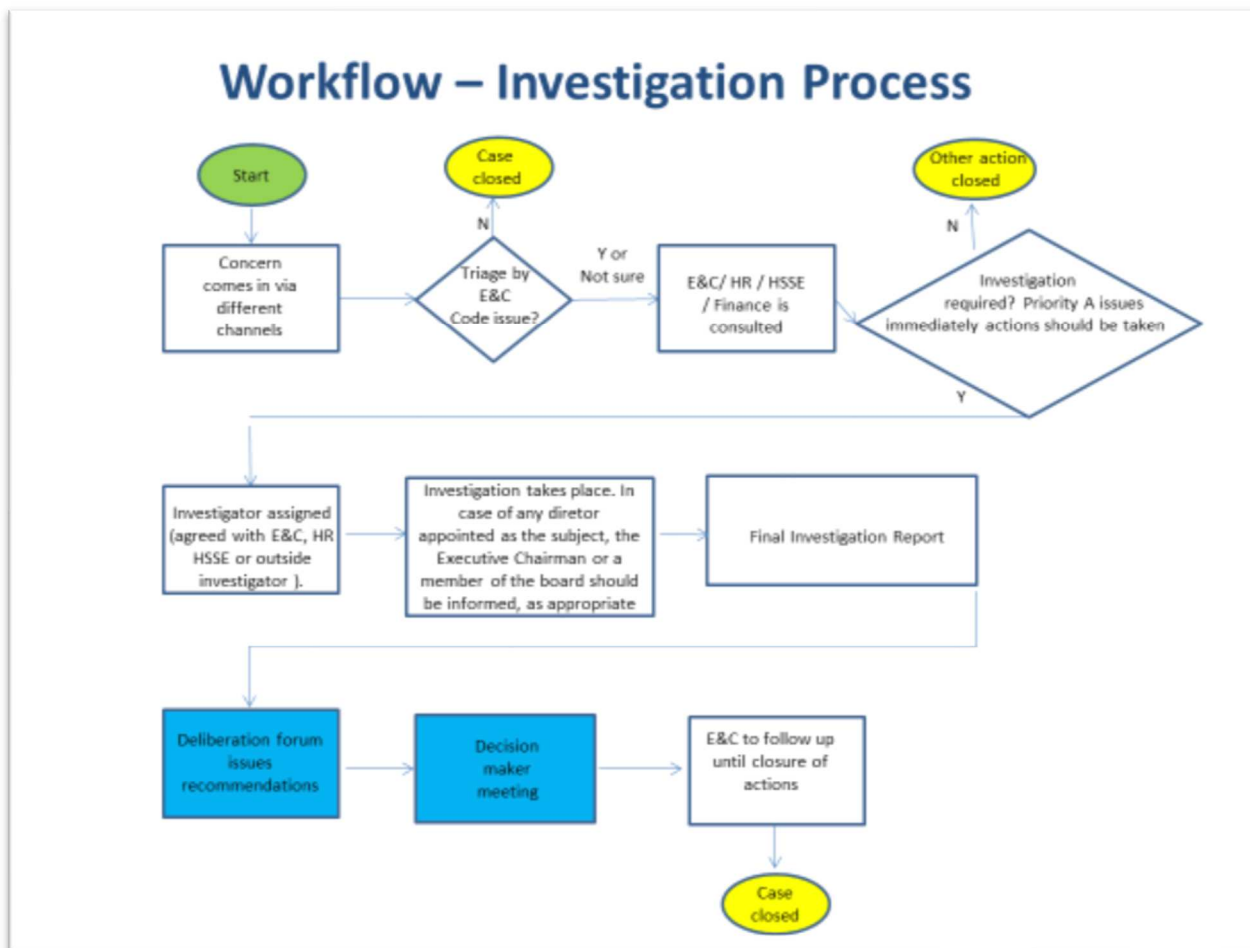 Workflow – Investigation Process
Start
Case
closed
Other action
closed
N
N
Concern
comes in via
different
channels
Triage by
E&C
Code issue?
Y or
Not sure
E&C/ HR / HSSE
/ Finance is
consulted
Investigation
required? Priority A issues
immediately actions should be taken
Y
Investigator assigned
(agreed with E&C, HR
HSSE or outside
investigator ).
Investigation takes place. In
case of any diretor
appointed as the subject, the
Executive Chairman or a
member of the board should
be informed, as appropriate
Final Investigation Report
Deliberation forum
issues
recommendations
Decision
maker
meeting
E&C to follow up
until closure of
actions
Case
closed